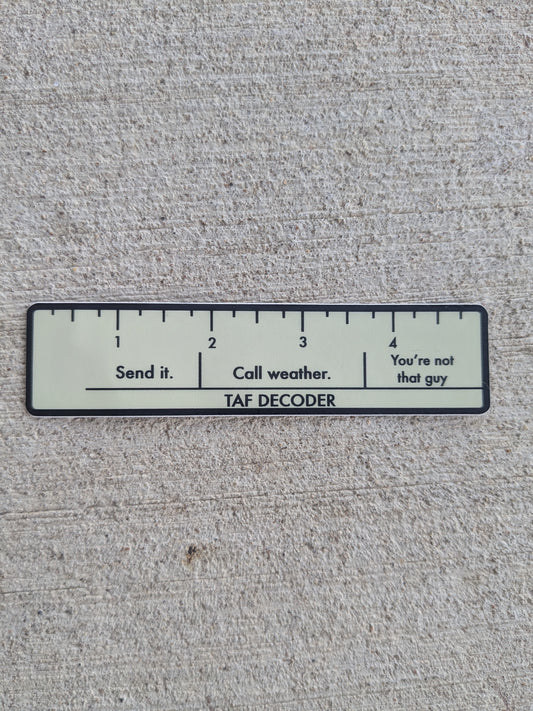 1 2 3 4
Send it. Call weather. You're not
that guy
TAF DECODER